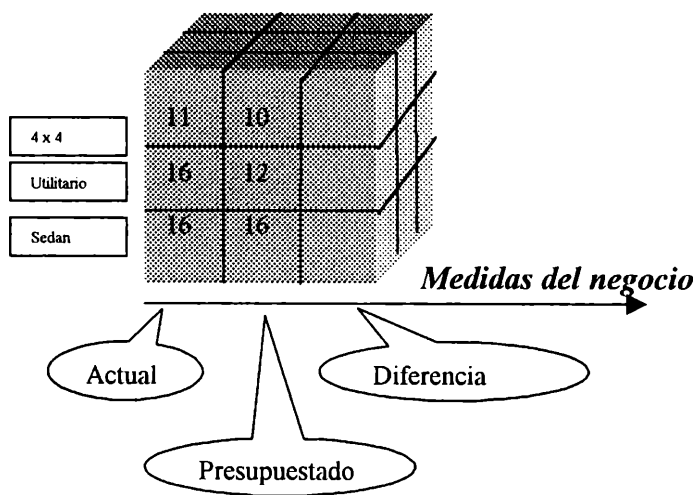 11 10
4 x 4
16 12
Utilitario
16 16
Sedan
Medidas del negocio
Actual
Diferencia
Presupuestado